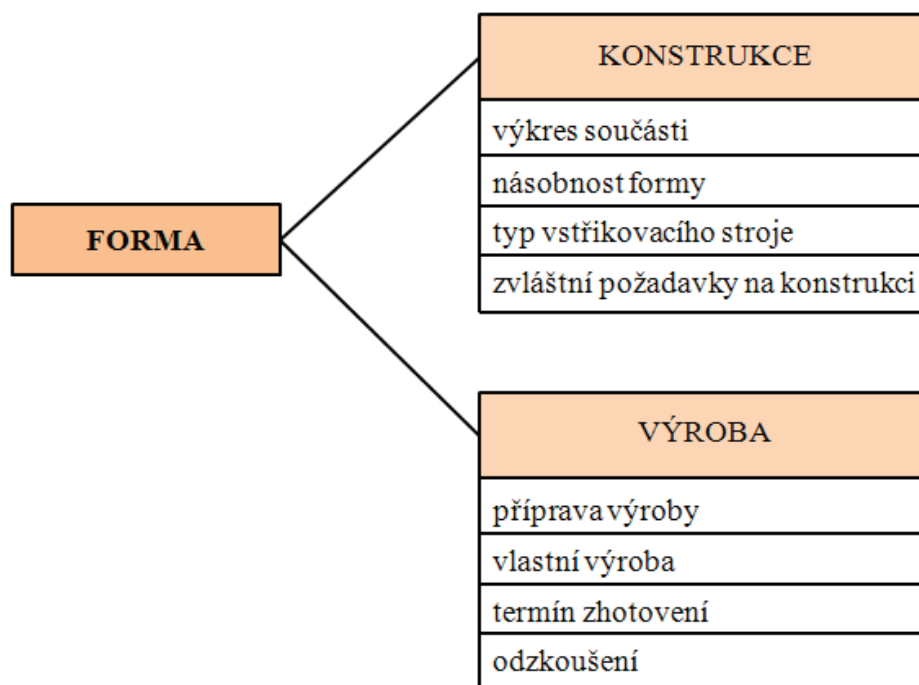 KONSTRUKCE
výkres součásti
násobnost formy
typ vstřikovacího stroje
zvláštní požadavky na konstrukci
FORMA
VÝROBA
příprava výroby
vlastní výroba
termín zhotovení
odzkoušení